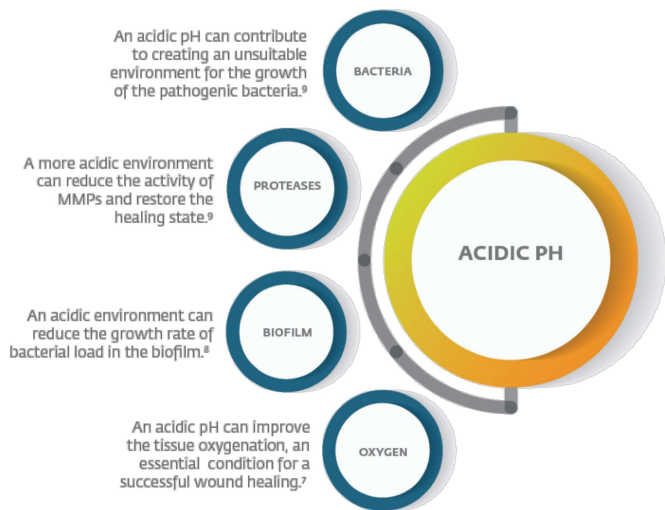 An acidic pH can contribute
to creating an unsuitable
environment for the growth
of the pathogenic bacteria.⁹
BACTERIA
A more acidic environment
can reduce the activity of
MMPs and restore the
healing state.⁹
PROTEASES
ACIDIC PH
An acidic environment can
reduce the growth rate of
bacterial load in the biofilm.⁸
BIOFILM
An acidic pH can improve
the tissue oxygenation, an
essential condition for a
successful wound healing.⁷
OXYGEN